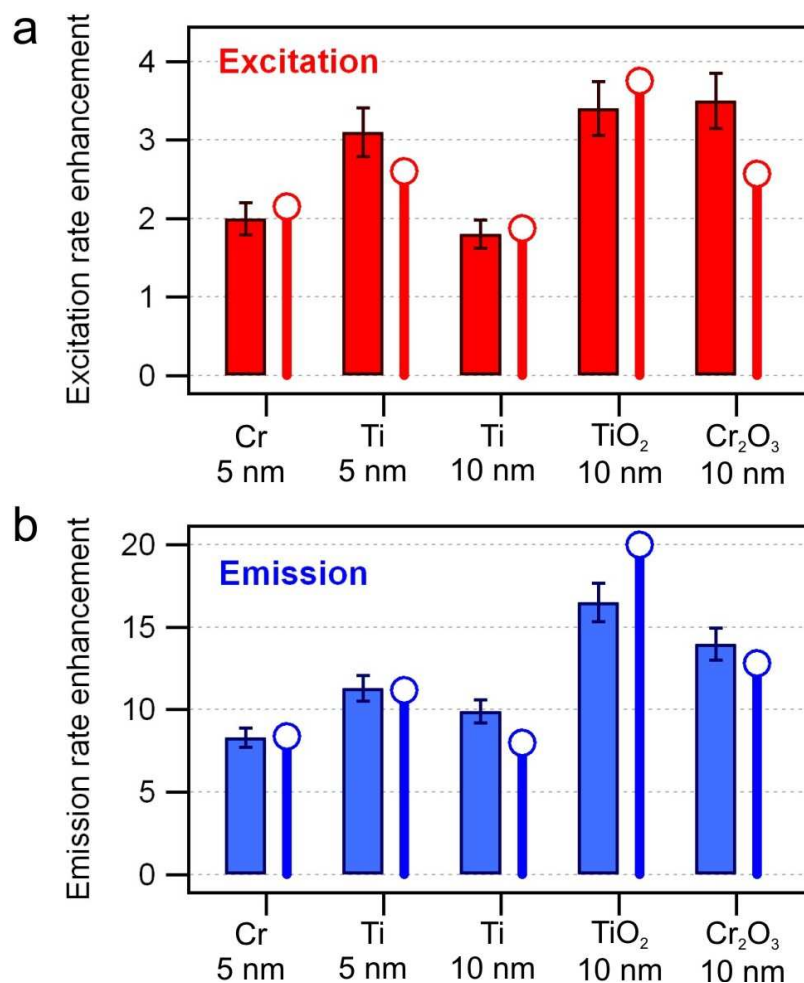 a
Excitation rate enhancement
Excitation
4
3
2
1
0
Cr
5 nm
Ti
5 nm
Ti
10 nm
TiO₂
10 nm
Cr₂O₃
10 nm
b
Emission rate enhancement
Emission
20
15
10
5
0
Cr
5 nm
Ti
5 nm
Ti
10 nm
TiO₂
10 nm
Cr₂O₃
10 nm